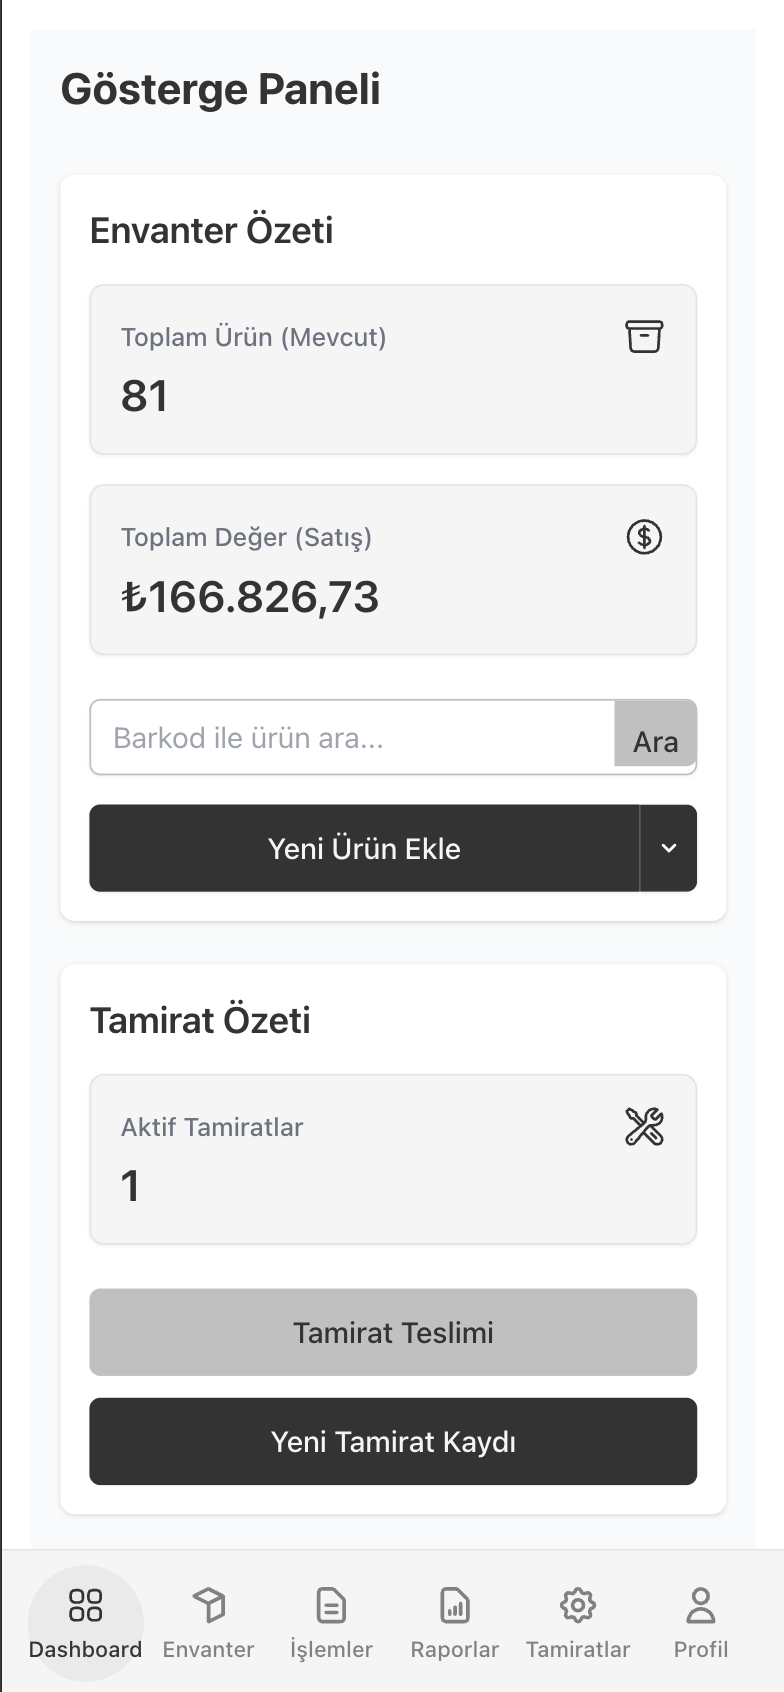 Gösterge Paneli
Envanter Özeti
Toplam Ürün (Mevcut)
81
Toplam Değer (Satış)
₺166.826,73
Barkod ile ürün ara...
Ara
Yeni Ürün Ekle
Tamirat Özeti
Aktif Tamiratlar
1
Tamirat Teslimi
Yeni Tamirat Kaydı
Dashboard Envanter İşlemler Raporlar Tamiratlar Profil